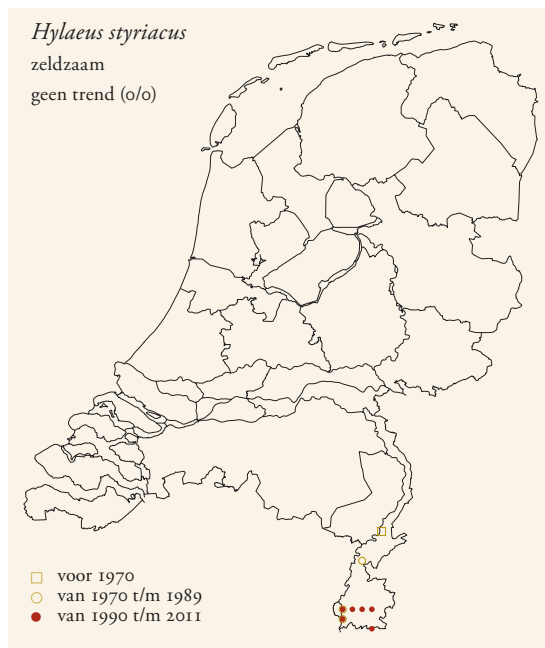 Hylaeus styriacus
zeldzaam
geen trend (0/0)
voor 1970
van 1970 t/m 1989
van 1990 t/m 2011